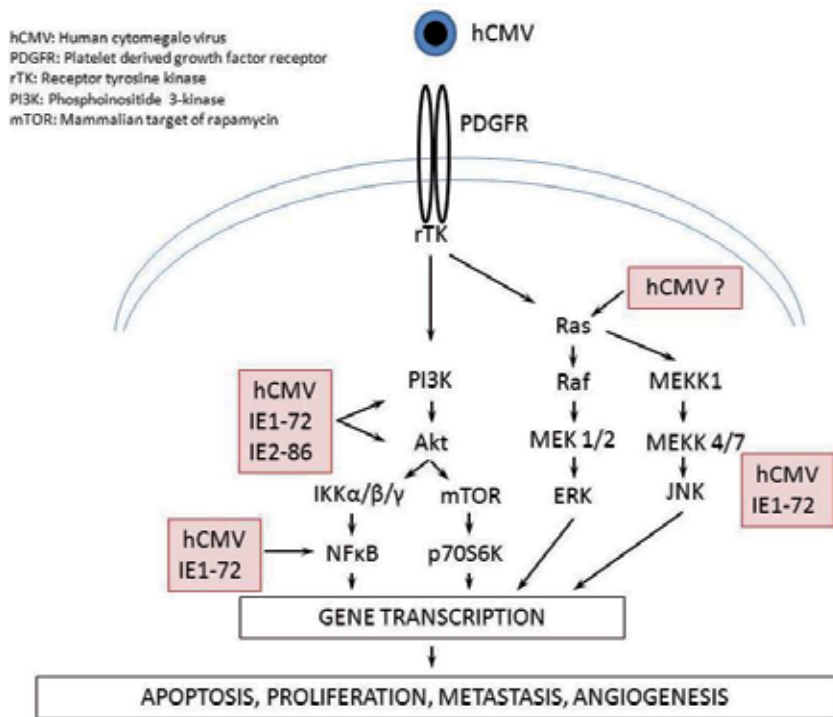 hCMV: Human cytomegalo virus
PDGFR: Platelet derived growth factor receptor
rTK: Receptor tyrosine kinase
PI3K: Phosphoinositide 3-kinase
mTOR: Mammalian target of rapamycin
hCMV
PDGFR
rTK
hCMV ?
Ras
PI3K
Raf
MEKK1
hCMV
IE1-72
IE2-86
Akt
MEK 1/2
MEKK 4/7
IKKα/β/γ
mTOR
ERK
JNK
hCMV
IE1-72
hCMV
IE1-72
NFκB
p70S6K
GENE TRANSCRIPTION
APOPTOSIS, PROLIFERATION, METASTASIS, ANGIOGENESIS